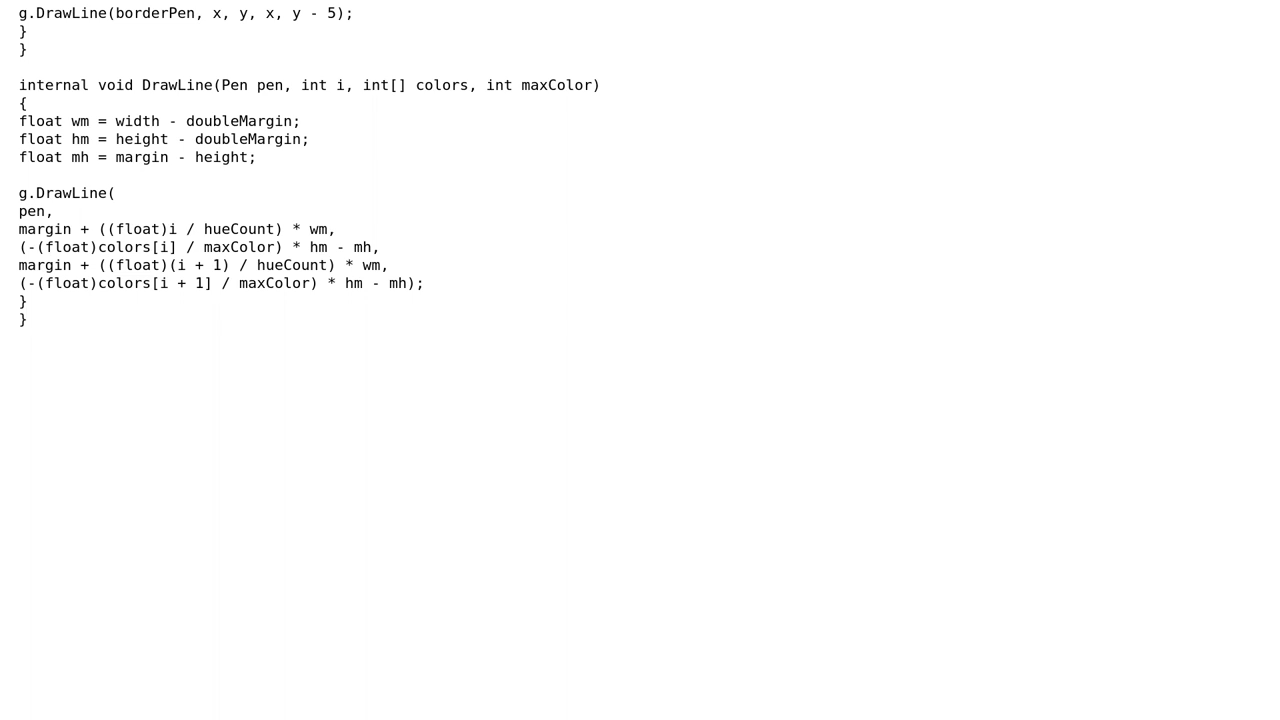 g.DrawLine(borderPen, x, y, x, y - 5);
}
}

internal void DrawLine(Pen pen, int i, int[] colors, int maxColor)
{
float wm = width - doubleMargin;
float hm = height - doubleMargin;
float mh = margin - height;

g.DrawLine(
pen,
margin + ((float)i / hueCount) * wm,
(-(float)colors[i] / maxColor) * hm - mh,
margin + ((float)(i + 1) / hueCount) * wm,
(-(float)colors[i + 1] / maxColor) * hm - mh);
}
}